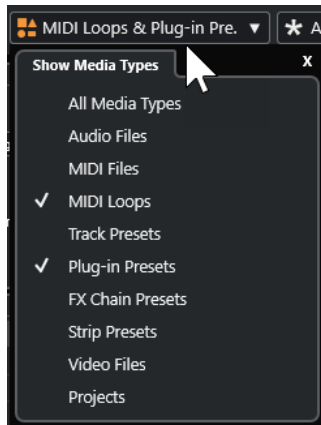 MIDI Loops & Plug-in Pre. ▼ A
Show Media Types X
All Media Types
Audio Files
MIDI Files
✓ MIDI Loops
Track Presets
✓ Plug-in Presets
FX Chain Presets
Strip Presets
Video Files
Projects